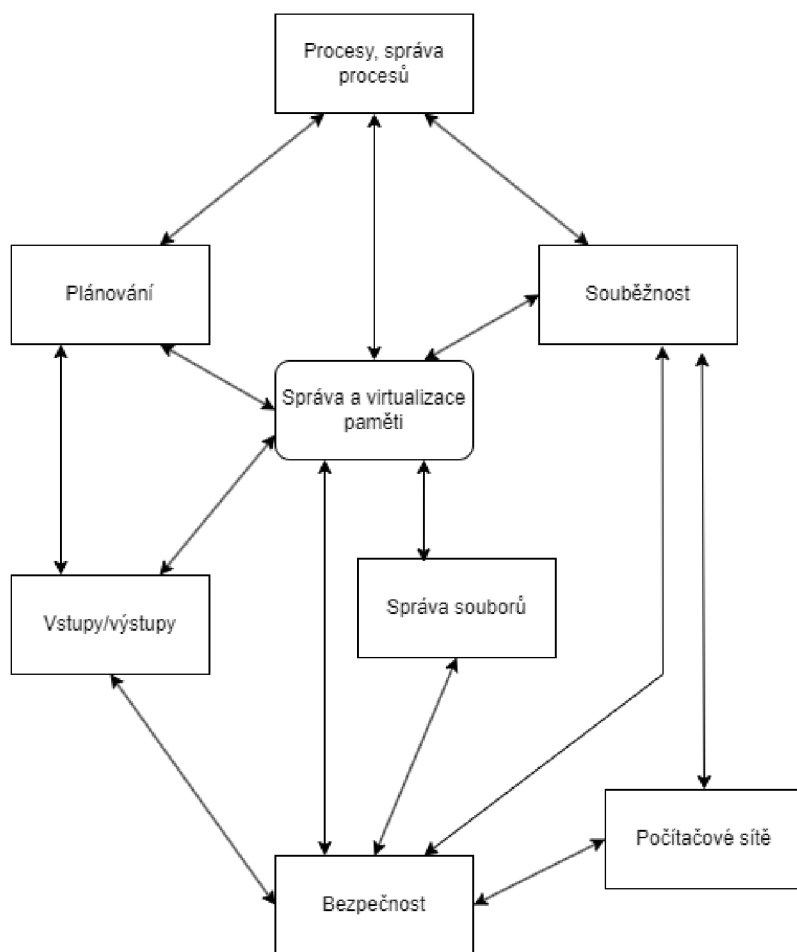 Procesy, správa
procesů
Plánování
Souběžnost
Správa a virtualizace
paměti
Vstupy/výstupy
Správa souborů
Počítačové sítě
Bezpečnost